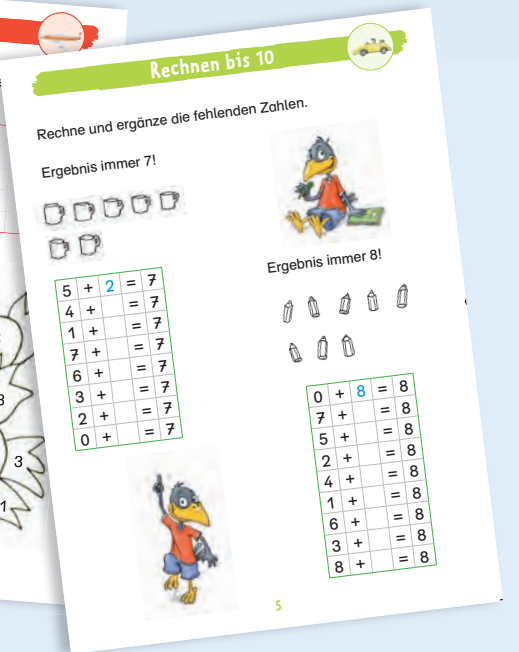 Rechnen bis 10
Rechne und ergänze die fehlenden Zahlen.
Ergebnis immer 7!
5 + 2 = 7
4 + = 7
1 + = 7
7 + = 7
6 + = 7
3 + = 7
2 + = 7
0 + = 7
Ergebnis immer 8!
0 + 8 = 8
7 + = 8
5 + = 8
2 + = 8
4 + = 8
1 + = 8
6 + = 8
3 + = 8
8 + = 8
5
3
1